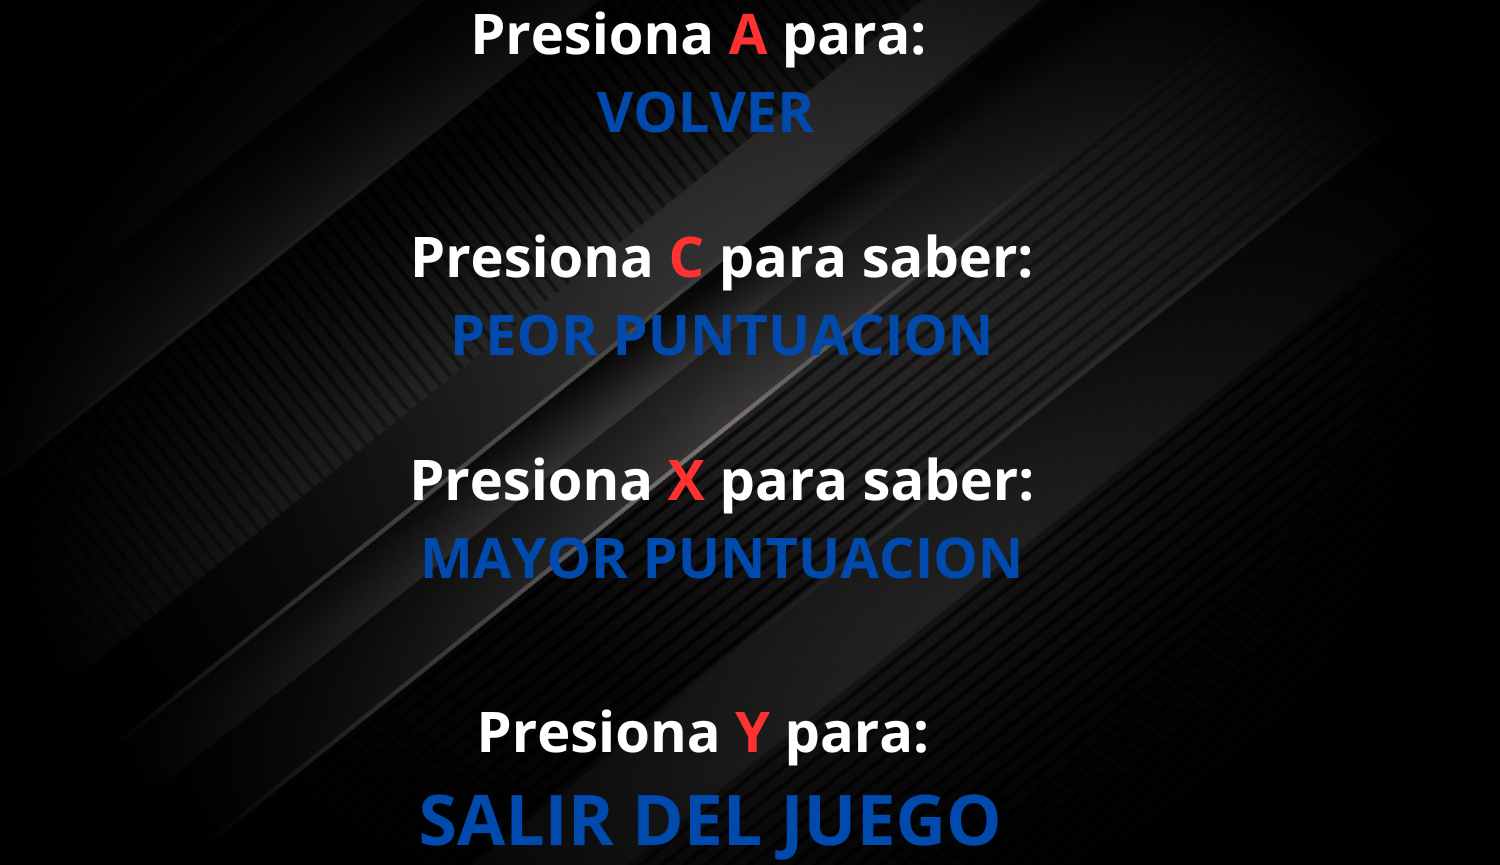 Presiona A para:
VOLVER
Presiona C para saber:
PEOR PUNTUACION
Presiona X para saber:
MAYOR PUNTUACION
Presiona Y para:
SALIR DEL JUEGO